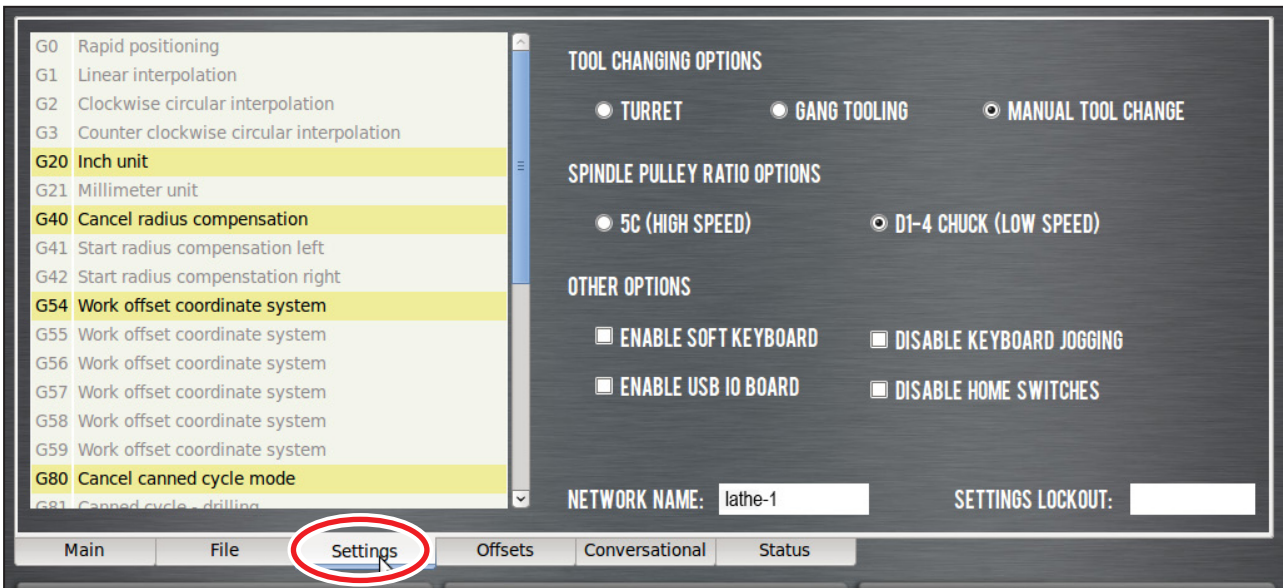 G0 Rapid positioning
G1 Linear interpolation
G2 Clockwise circular interpolation
G3 Counter clockwise circular interpolation
G20 Inch unit
G21 Millimeter unit
G40 Cancel radius compensation
G41 Start radius compensation left
G42 Start radius compenstation right
G54 Work offset coordinate system
G55 Work offset coordinate system
G56 Work offset coordinate system
G57 Work offset coordinate system
G58 Work offset coordinate system
G59 Work offset coordinate system
G80 Cancel canned cycle mode
G81 Canned cycle - drilling
TOOL CHANGING OPTIONS
TURRET GANG TOOLING MANUAL TOOL CHANGE
SPINDLE PULLEY RATIO OPTIONS
5C (HIGH SPEED) D1-4 CHUCK (LOW SPEED)
OTHER OPTIONS
ENABLE SOFT KEYBOARD DISABLE KEYBOARD JOGGING
ENABLE USB IO BOARD DISABLE HOME SWITCHES
NETWORK NAME: lathe-1 SETTINGS LOCKOUT:
Main File Settings Offsets Conversational Status